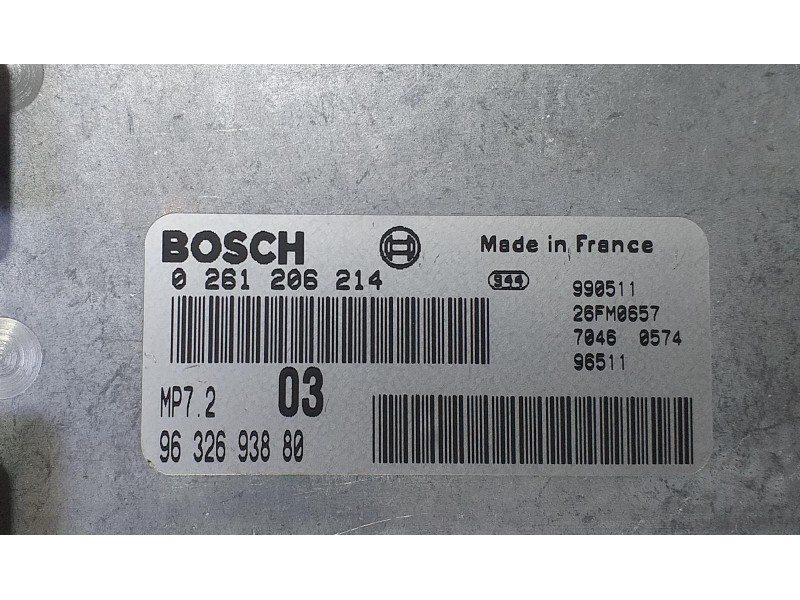 BOSCH Made in France
0 261 206 214 944 990511
26FM0657
7046 0574
96511
MP7.2 03
96 326 938 80